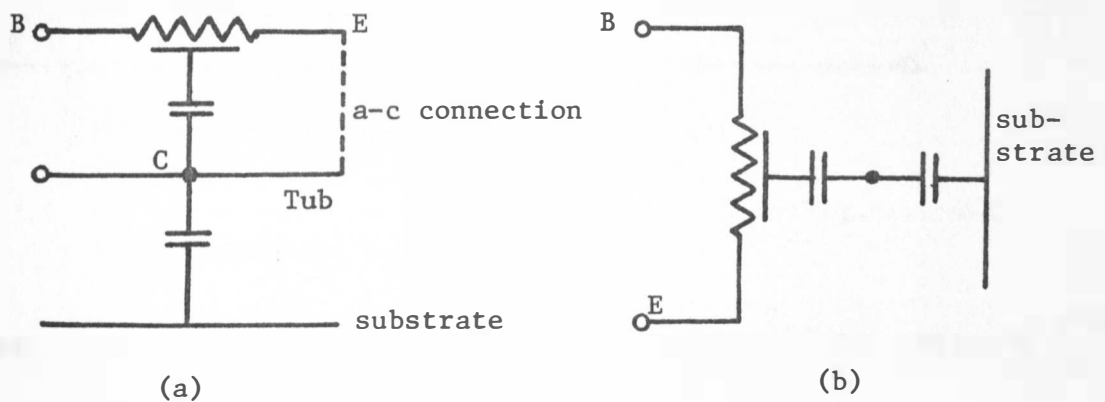 B
E
a-c connection
C
Tub
substrate
(a)
B
sub-
strate
E
(b)